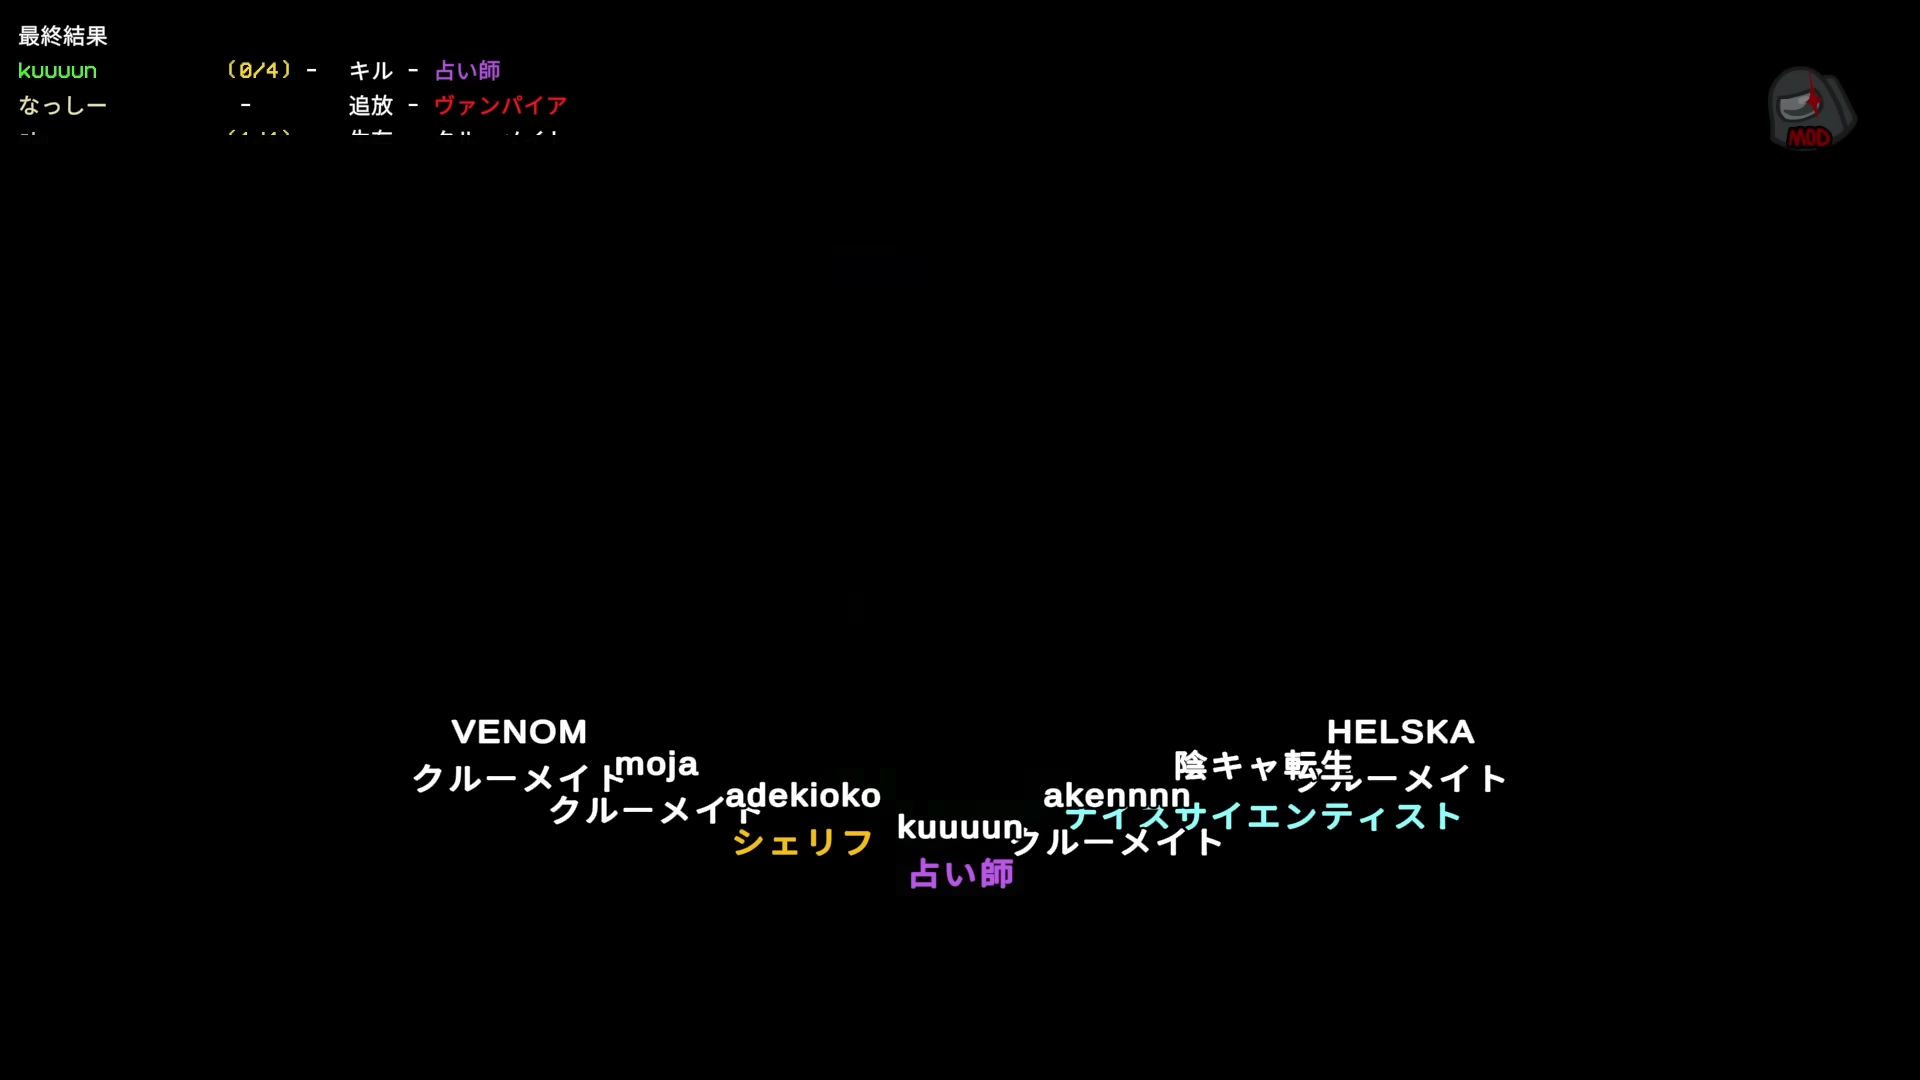 最終結果
kuuuun (0/4) - キル - 占い師
なっしー - 追放 - ヴァンパイア
MOD
VENOM
クルーメイト
moja
クルーメイト
adekioko
シェリフ
kuuuun
占い師
akennnn
クルーメイト
陰キャ転生
ナイスサイエンティスト
HELSKA
クルーメイト